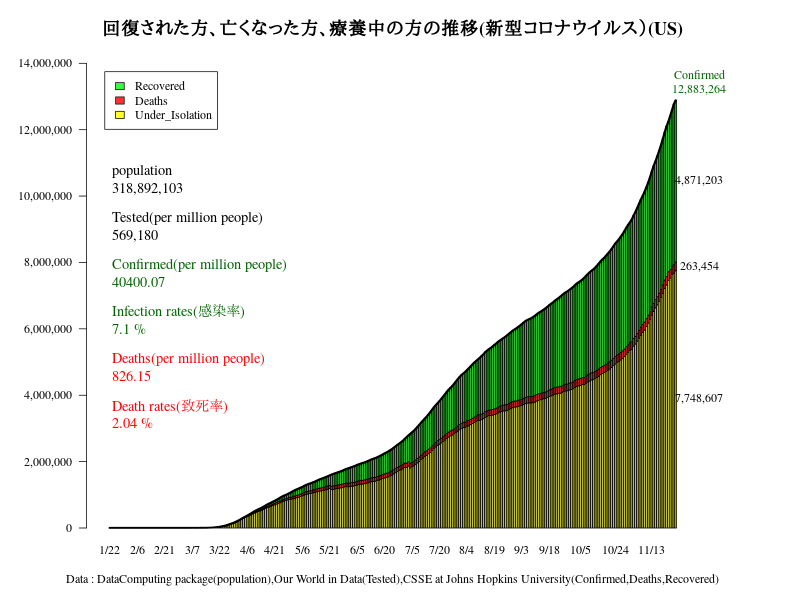 回復された方、亡くなった方、療養中の方の推移(新型コロナウイルス)(US)
14,000,000
12,000,000
10,000,000
8,000,000
6,000,000
4,000,000
2,000,000
0
Recovered
Deaths
Under_Isolation
population
318,892,103
Tested(per million people)
569,180
Confirmed(per million people)
40400.07
Infection rates(感染率)
7.1 %
Deaths(per million people)
826.15
Death rates(致死率)
2.04 %
Confirmed
12,883,264
4,871,203
263,454
7,748,607
1/22 2/6 2/21 3/7 3/22 4/6 4/21 5/6 5/21 6/5 6/20 7/5 7/20 8/4 8/19 9/3 9/18 10/5 10/24 11/13
Data : DataComputing package(population),Our World in Data(Tested),CSSE at Johns Hopkins University(Confirmed,Deaths,Recovered)